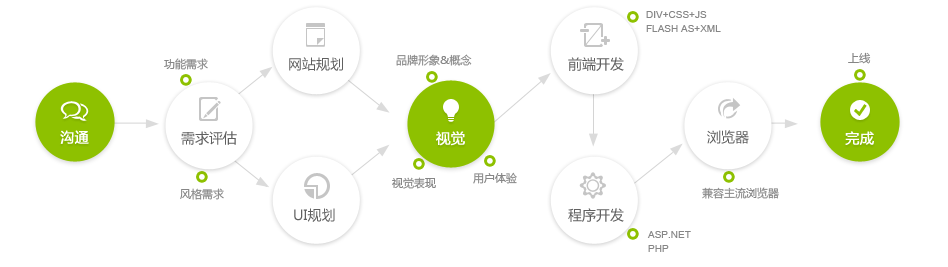 沟通
功能需求
需求评估
风格需求
网站规划
UI规划
品牌形象&概念
视觉
视觉表现
用户体验
前端开发
DIV+CSS+JS
FLASH AS+XML
程序开发
ASP.NET
PHP
浏览器
兼容主流浏览器
上线
完成